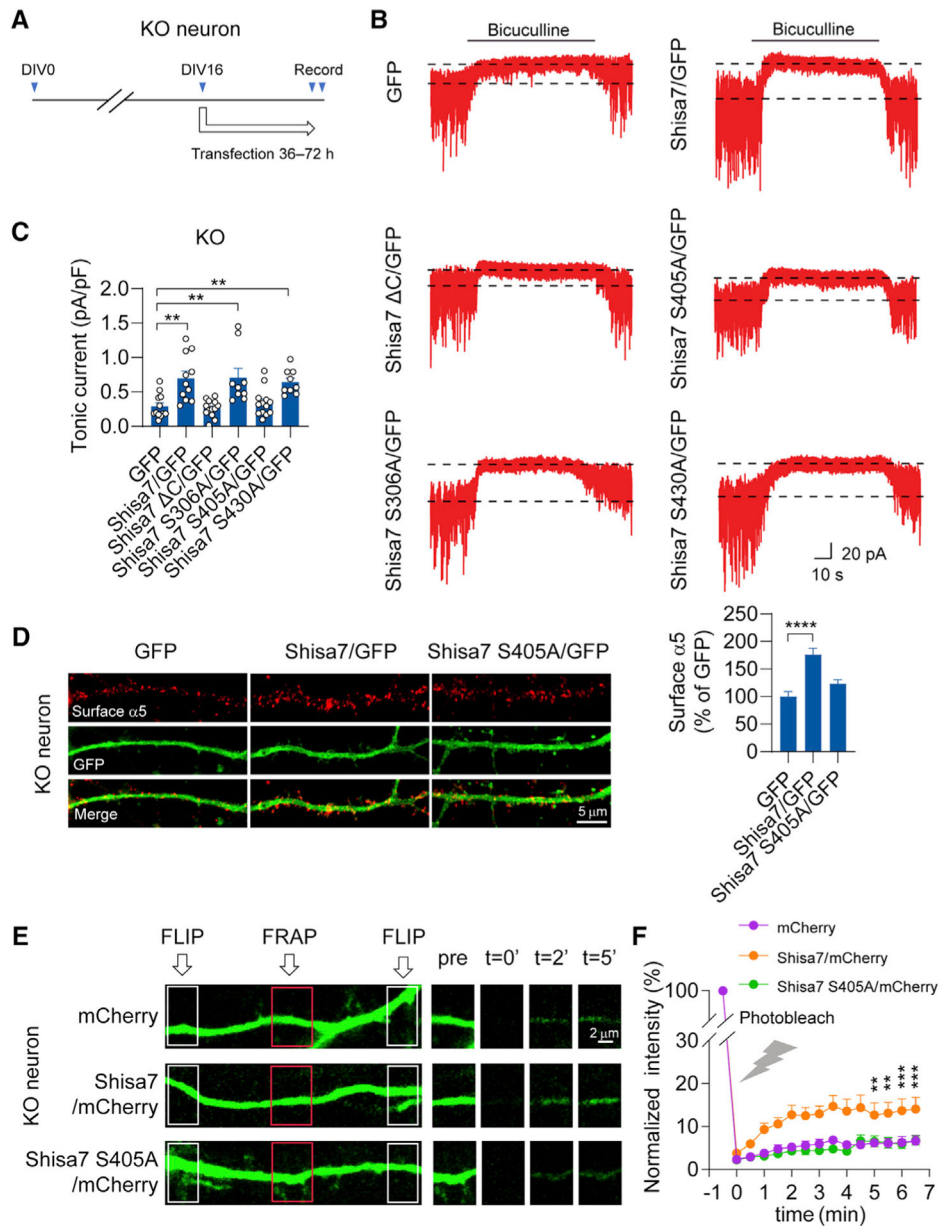 A
KO neuron
DIV0
DIV16
Record
Transfection 36–72 h
B
Bicuculline
GFP
Bicuculline
Shisa7/GFP
Shisa7 ΔC/GFP
Shisa7 S405A/GFP
Shisa7 S306A/GFP
Shisa7 S430A/GFP
20 pA
10 s
C
KO
Tonic current (pA/pF)
2.0
1.5
1.0
0.5
0.0
**
**
**
GFP
Shisa7/GFP
Shisa7 ΔC/GFP
Shisa7 S306A/GFP
Shisa7 S405A/GFP
Shisa7 S430A/GFP
D
KO neuron
GFP
Shisa7/GFP
Shisa7 S405A/GFP
Surface α5
GFP
Merge
5 μm
Surface α5
(% of GFP)
250
200
150
100
50
0
****
GFP
Shisa7/GFP
Shisa7 S405A/GFP
E
KO neuron
FLIP
FRAP
FLIP
pre
t=0'
t=2'
t=5'
mCherry
2 μm
Shisa7
/mCherry
Shisa7 S405A
/mCherry
F
mCherry
Shisa7/mCherry
Shisa7 S405A/mCherry
Normalized intensity (%)
100
30
20
10
0
Photobleach
**
**
***
***
-1
0
1
2
3
4
5
6
7
time (min)